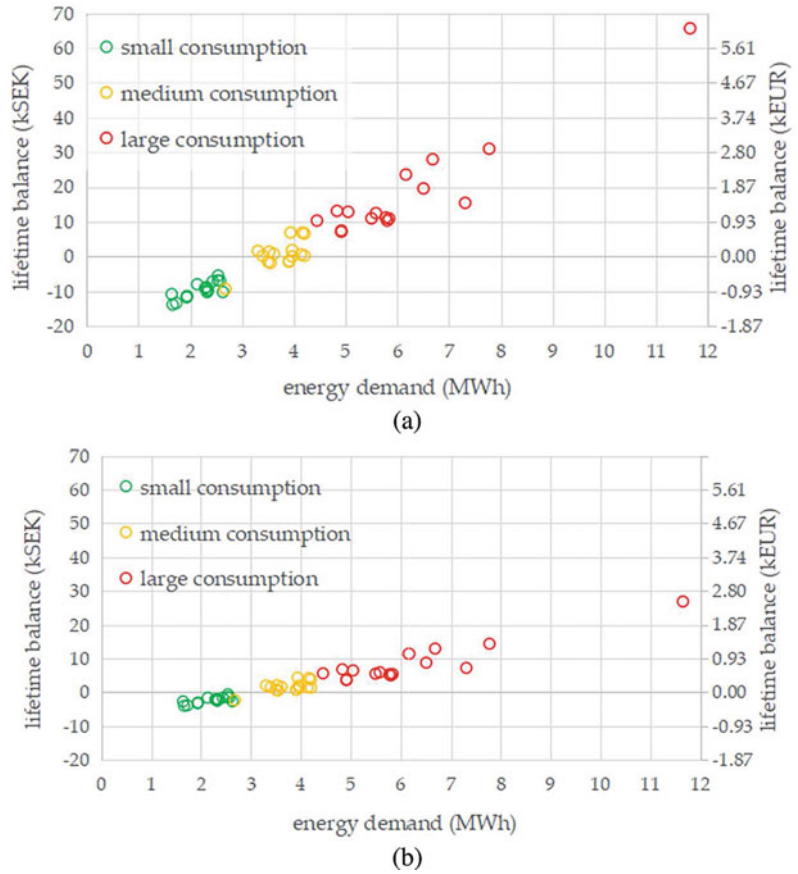 70
60
50
40
30
20
10
0
-10
-20
lifetime balance (kSEK)
small consumption
medium consumption
large consumption
5.61
4.67
3.74
2.80
1.87
0.93
0.00
-0.93
-1.87
lifetime balance (kEUR)
0 1 2 3 4 5 6 7 8 9 10 11 12
energy demand (MWh)
(a)
70
60
50
40
30
20
10
0
-10
-20
lifetime balance (kSEK)
small consumption
medium consumption
large consumption
5.61
4.67
3.74
2.80
1.87
0.93
0.00
-0.93
-1.87
lifetime balance (kEUR)
0 1 2 3 4 5 6 7 8 9 10 11 12
energy demand (MWh)
(b)